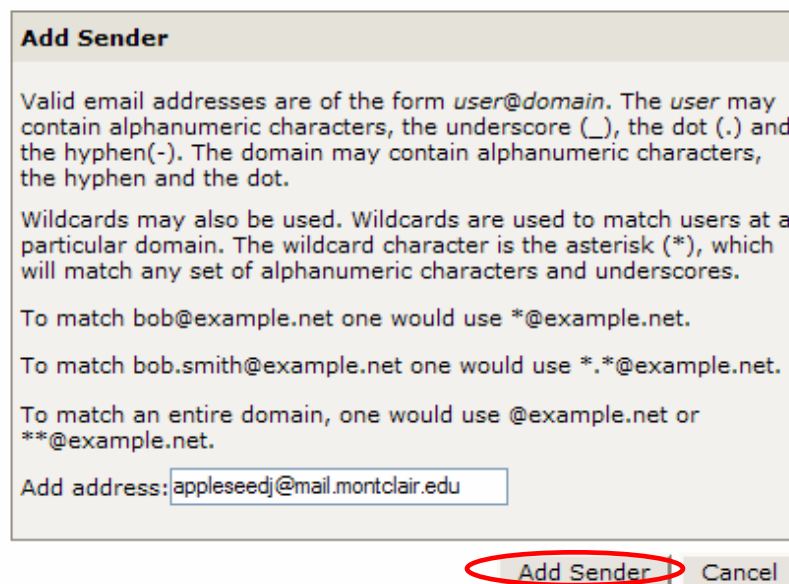 Add Sender
Valid email addresses are of the form user@domain. The user may
contain alphanumeric characters, the underscore (_), the dot (.) and
the hyphen(-). The domain may contain alphanumeric characters,
the hyphen and the dot.
Wildcards may also be used. Wildcards are used to match users at a
particular domain. The wildcard character is the asterisk (*), which
will match any set of alphanumeric characters and underscores.
To match bob@example.net one would use *@example.net.
To match bob.smith@example.net one would use *.*@example.net.
To match an entire domain, one would use @example.net or
**@example.net.
Add address: appleseedj@mail.montclair.edu
Add Sender Cancel